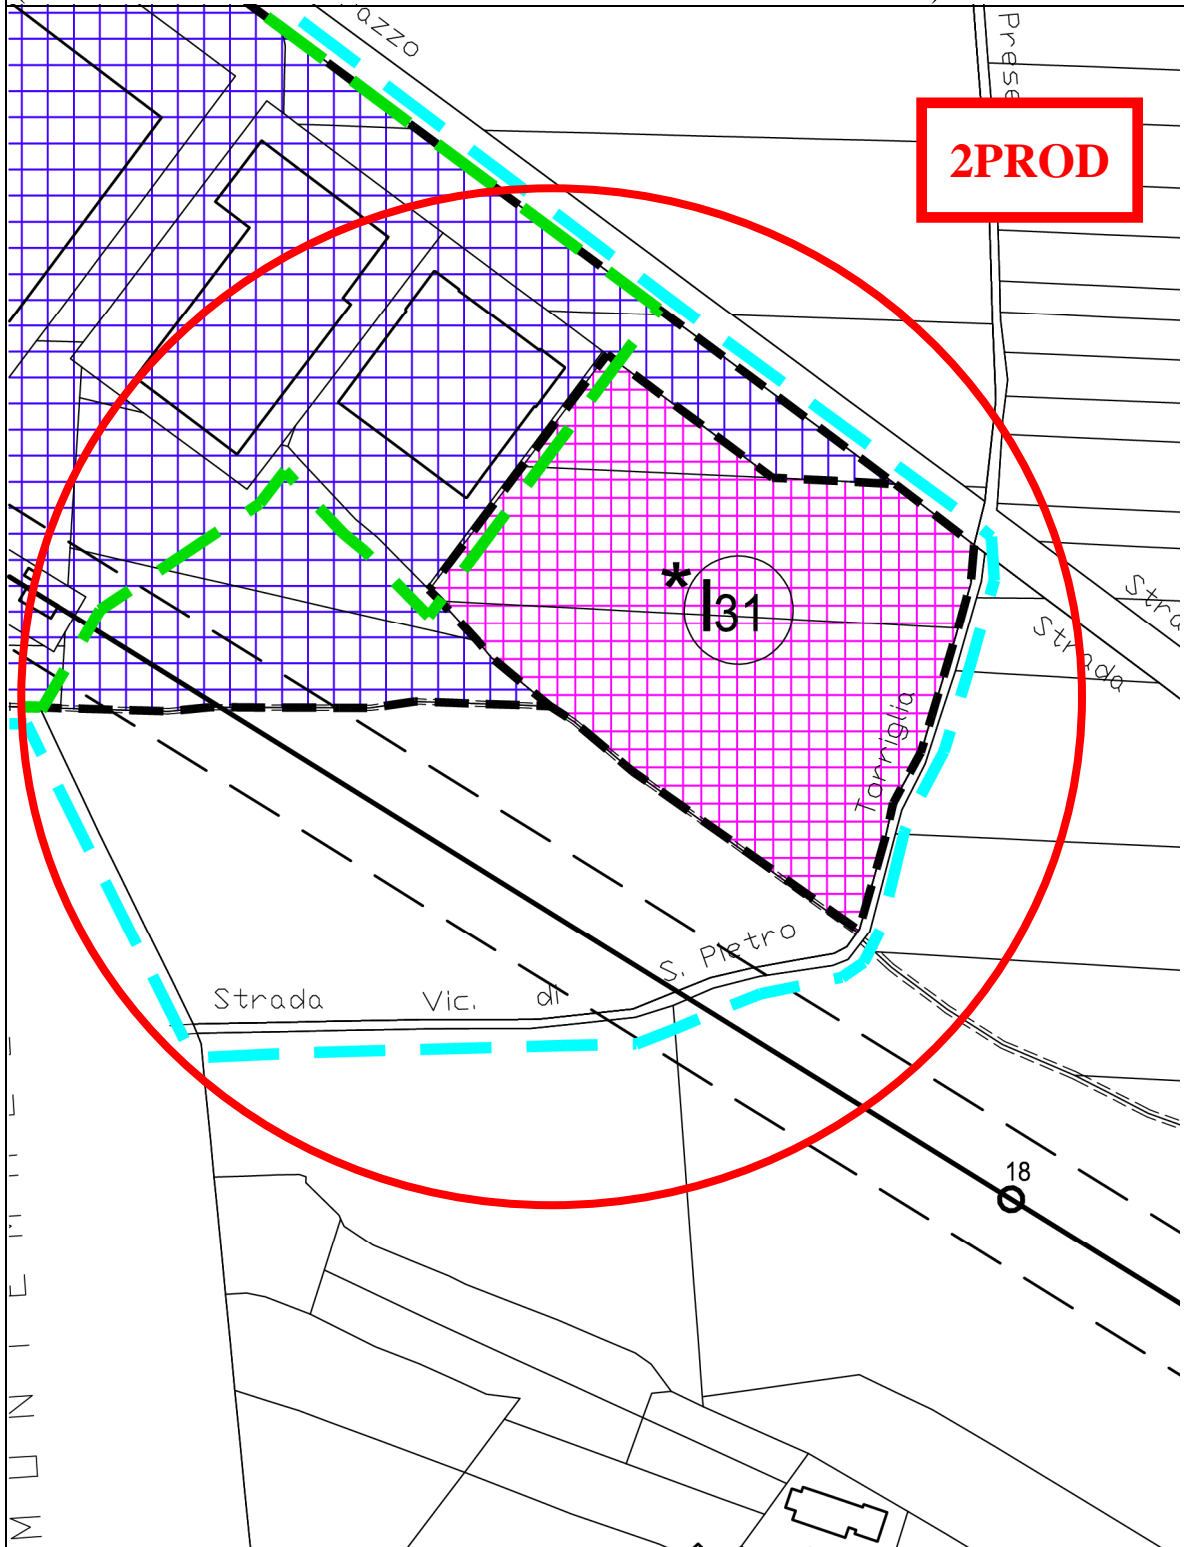 azzo
Prese
2PROD
* I31
Stra
Strada
Torriglia
S. Pietro
Strada Vic. di
18